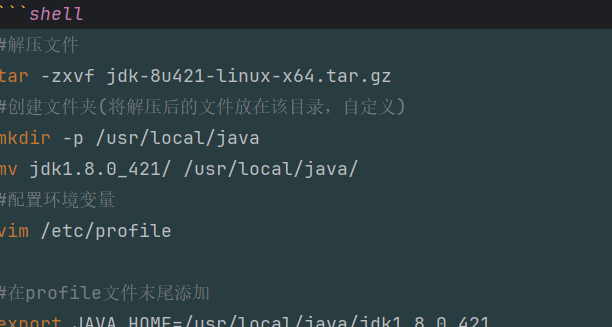 ```shell
#解压文件
tar -zxvf jdk-8u421-linux-x64.tar.gz
#创建文件夹(将解压后的文件放在该目录，自定义)
mkdir -p /usr/local/java
mv jdk1.8.0_421/ /usr/local/java/
#配置环境变量
vim /etc/profile
#在profile文件末尾添加
export JAVA_HOME=/usr/local/java/jdk1.8.0_421